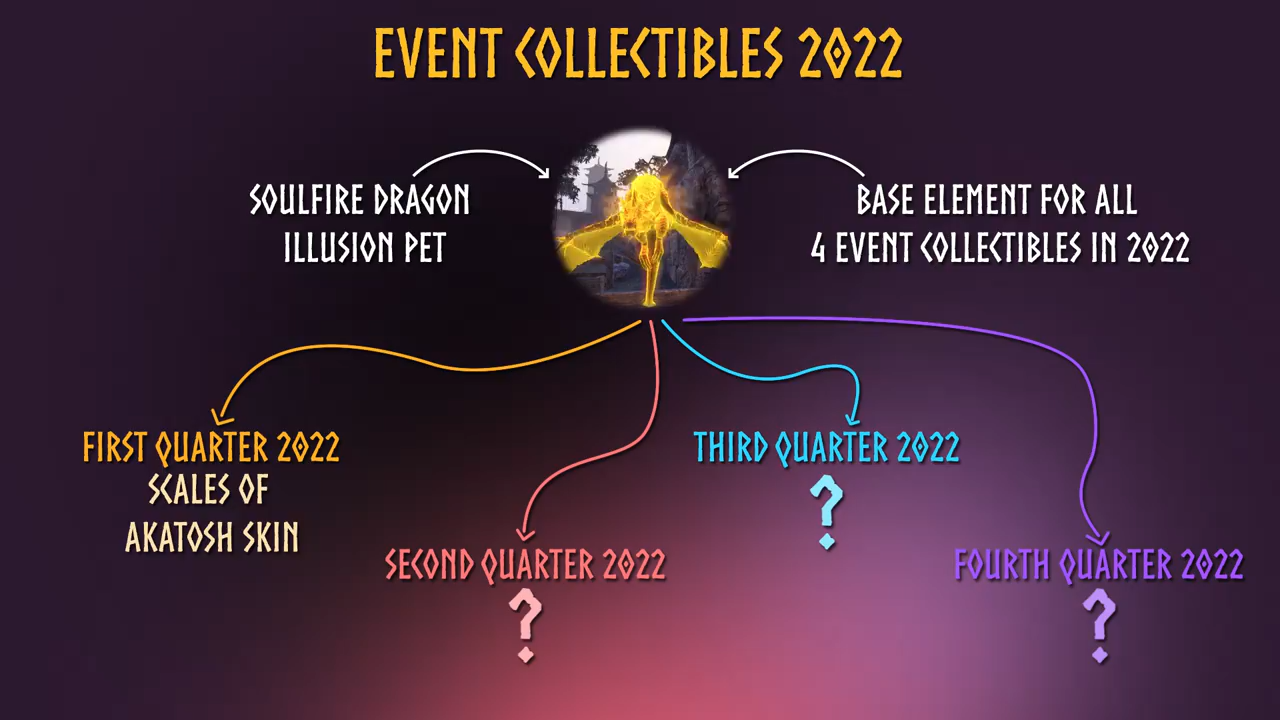 EVENT COLLECTIBLES 2022
SOULFIRE DRAGON
ILLUSION PET
BASE ELEMENT FOR ALL
4 EVENT COLLECTIBLES IN 2022
FIRST QUARTER 2022
SCALES OF
AKATOSH SKIN
SECOND QUARTER 2022
?
THIRD QUARTER 2022
?
FOURTH QUARTER 2022
?